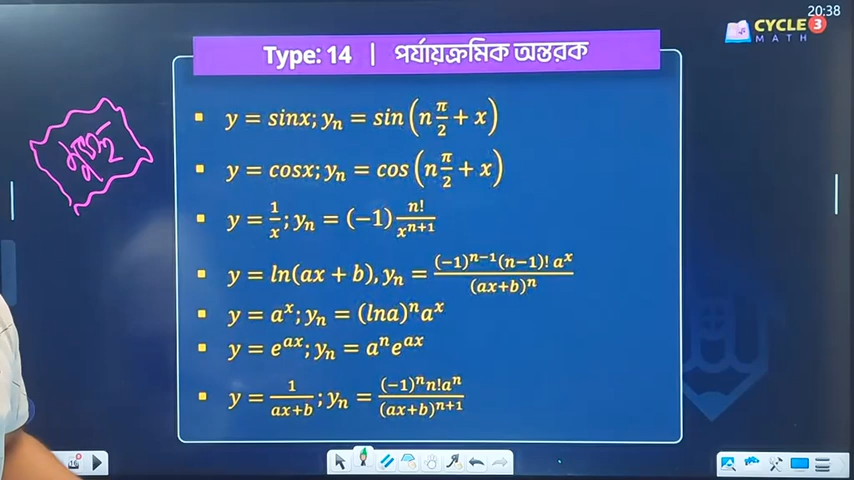 20:38
CYCLE 3
MATH
Type: 14 | পর্যায়ক্রমিক অন্তরক
▪ y = sinx; yₙ = sin (n π/2 + x)
▪ y = cosx; yₙ = cos (n π/2 + x)
▪ y = 1/x; yₙ = (−1) n!/xⁿ⁺¹
▪ y = ln(ax + b), yₙ = (−1)ⁿ⁻¹(n−1)! aˣ/(ax+b)ⁿ
▪ y = aˣ; yₙ = (lna)ⁿaˣ
▪ y = eᵃˣ; yₙ = aⁿeᵃˣ
▪ y = 1/(ax+b); yₙ = (−1)ⁿn!aⁿ/(ax+b)ⁿ⁺¹